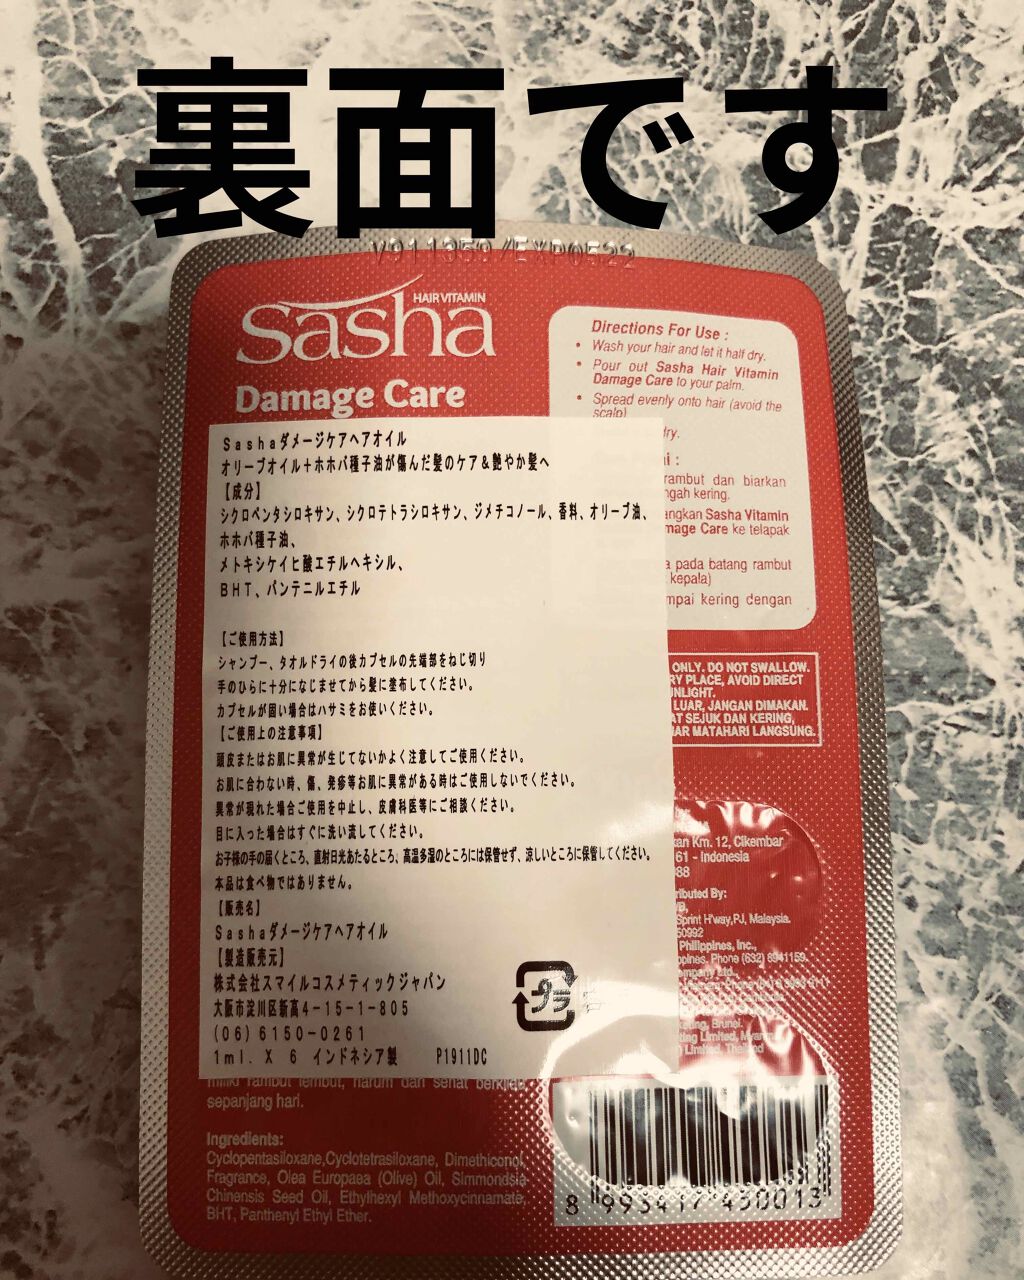 裏面です
/EXP0522
HAIR VITAMIN
Sasha
Damage Care
Directions For Use :
• Wash your hair and let it half dry.
• Pour out Sasha Hair Vitamin
Damage Care to your palm.
• Spread evenly onto hair (avoid the
scalp)
dry.
rambut dan biarkan
kering.
Sasha Vitamin
Care ke telapak
pada batang rambut
kepala)
kering dengan
ONLY. DO NOT SWALLOW.
PLACE, AVOID DIRECT
LUAR, JANGAN DIMAKAN.
SEJUK DAN KERING,
MATAHARI LANGSUNG.
Sashaダメージケアヘアオイル
オリーブオイル+ホホバ種子油が傷んだ髪のケア&艶やか髪へ
【成分】
シクロペンタシロキサン、シクロテトラシロキサン、ジメチコノール、香料、オリーブ油、
ホホバ種子油、
メトキシケイヒ酸エチルヘキシル、
BHT、パンテニルエチル
【ご使用方法】
シャンプー、タオルドライの後カプセルの先端部をねじ切り
手のひらに十分になじませてから髪に塗布してください。
カプセルが固い場合はハサミをお使いください。
【ご使用上の注意事項】
頭皮またはお肌に異常が生じてないかよく注意してご使用ください。
お肌に合わない時、傷、発疹等お肌に異常がある時はご使用しないでください。
異常が現れた場合ご使用を中止し、皮膚科医等にご相談ください。
目に入った場合はすぐに洗い流してください。
お子様の手の届くところ、直射日光あたるところ、高温多湿のところには保管せず、涼しいところに保管してください。
本品は食べ物ではありません。
【販売名】
Sashaダメージケアヘアオイル
【製造販売元】
株式会社スマイルコスメティックジャパン
大阪市淀川区新高4-15-1-805
(06)6150-0261
1ml. X 6 インドネシア製 P1911DC
プラ
Km. 12, Cikembar
61 - Indonesia
By:
Sprint H'way,PJ, Malaysia.
Philippines, Inc.,
Phone (632) 8941159.
Brunei.
Limited,
Limited, Thailand
miliki rambut lembut, harum dan sehat berkilau
sepanjang hari.
Ingredients:
Cyclopentasiloxane,Cyclotetrasiloxane, Dimethiconol,
Fragrance, Olea Europaea (Olive) Oil, Simmondsia
Chinensis Seed Oil, Ethylhexyl Methoxycinnamate,
BHT, Panthenyl Ethyl Ether.
8 993417 430013